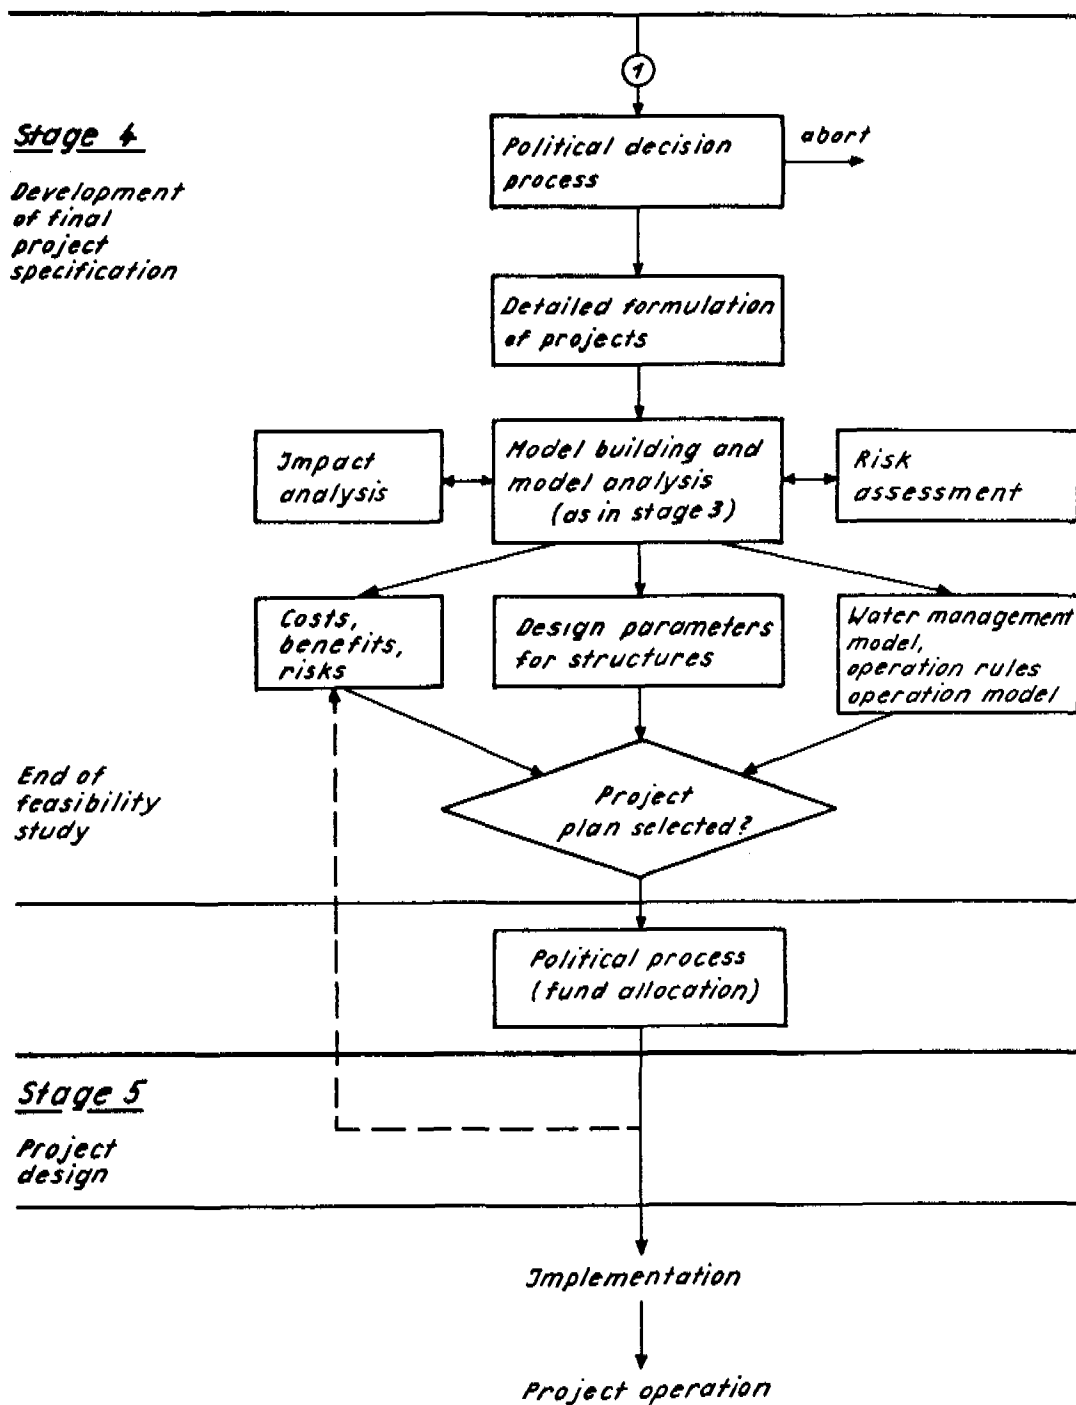 1
Stage 4
Development
of final
project
specification
Political decision
process
abort
Detailed formulation
of projects
Impact
analysis
Model building and
model analysis
(as in stage 3)
Risk
assessment
Costs,
benefits,
risks
Design parameters
for structures
Water management
model,
operation rules
operation model
End of
feasibility
study
Project
plan selected?
Political process
(fund allocation)
Stage 5
Project
design
Implementation
Project operation